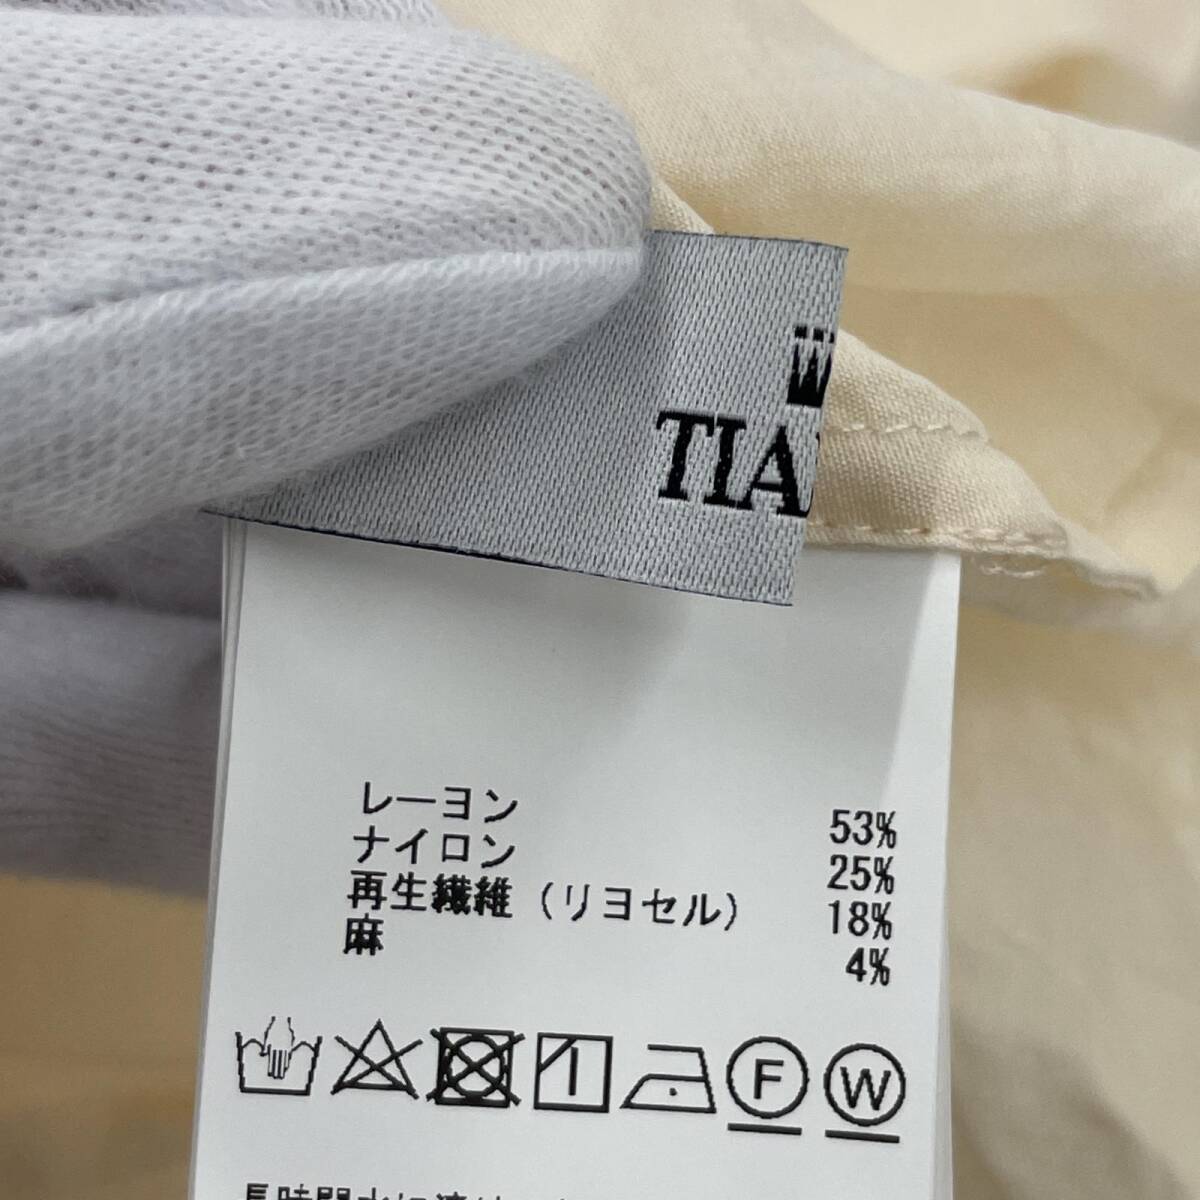 TIA
レーヨン 53%
ナイロン 25%
再生繊維（リヨセル） 18%
麻 4%
F W